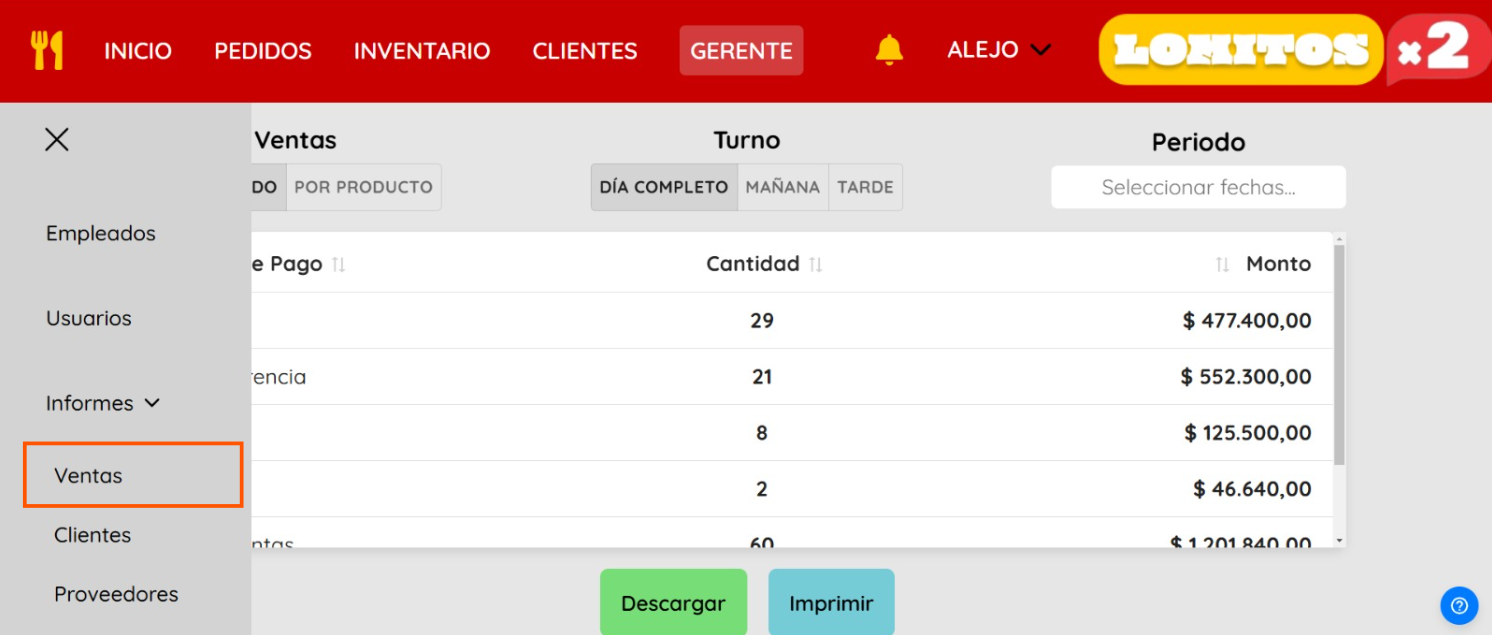 INICIO PEDIDOS INVENTARIO CLIENTES GERENTE ALEJO LOMITOS x2
Ventas Turno Periodo
DO POR PRODUCTO DÍA COMPLETO MAÑANA TARDE Seleccionar fechas...
Empleados
Usuarios
Informes
Ventas
Clientes
Proveedores
e Pago Cantidad Monto
29 $ 477.400,00
rencia 21 $ 552.300,00
8 $ 125.500,00
2 $ 46.640,00
ntas 60 $ 1.201.840,00
Descargar Imprimir